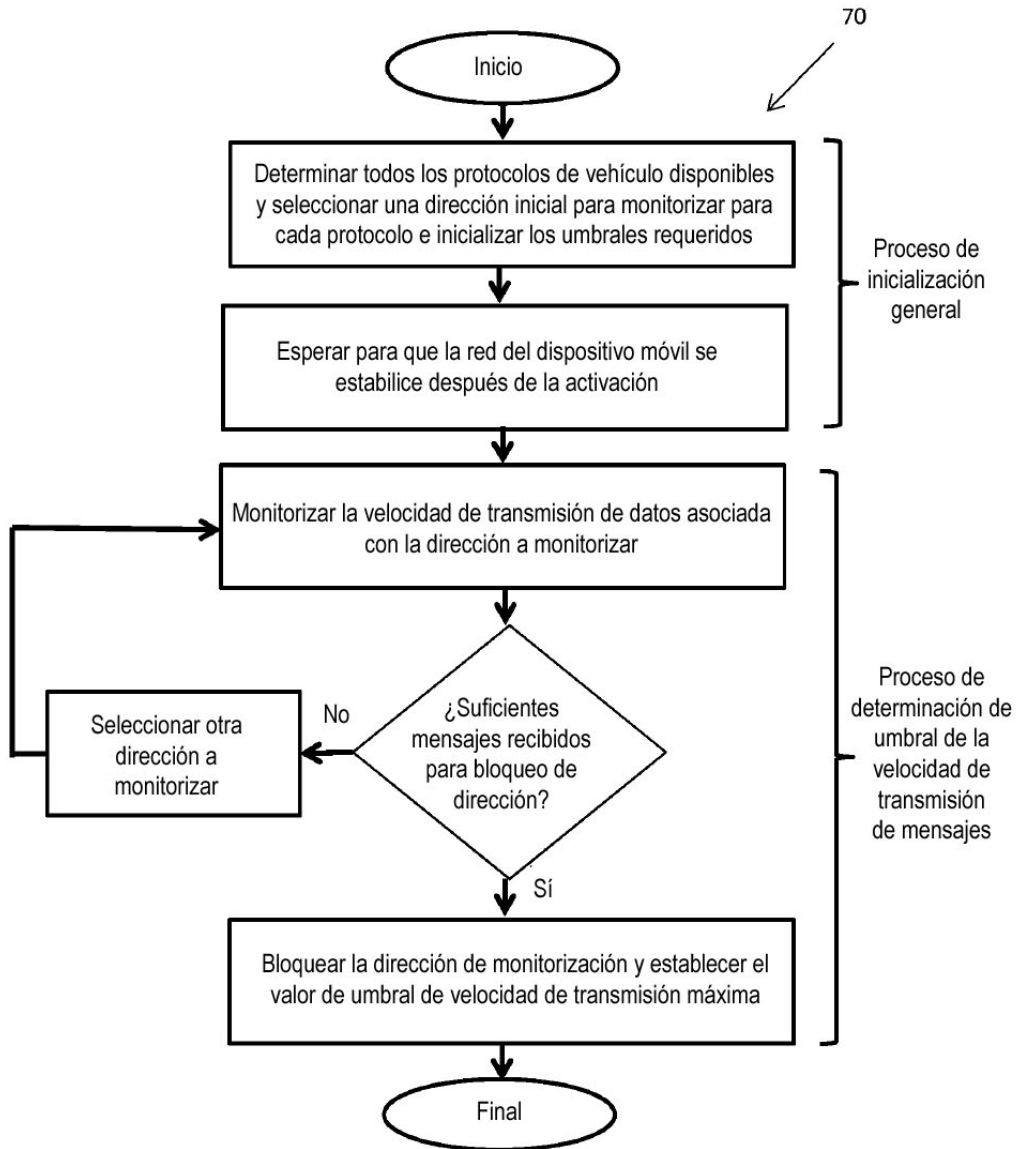 70
Inicio
Determinar todos los protocolos de vehículo disponibles
y seleccionar una dirección inicial para monitorizar para
cada protocolo e inicializar los umbrales requeridos
Proceso de
inicialización
general
Esperar para que la red del dispositivo móvil se
estabilice después de la activación
Monitorizar la velocidad de transmisión de datos asociada
con la dirección a monitorizar
¿Suficientes
mensajes recibidos
para bloqueo de
dirección?
No
Seleccionar otra
dirección a
monitorizar
Proceso de
determinación de
umbral de la
velocidad de
transmisión
de mensajes
Sí
Bloquear la dirección de monitorización y establecer el
valor de umbral de velocidad de transmisión máxima
Final